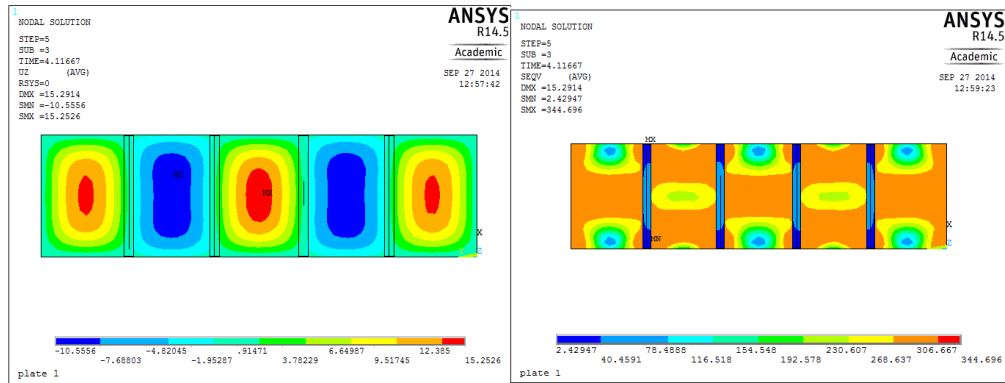 1
NODAL SOLUTION
STEP=5
SUB =3
TIME=4.11667
UZ (AVG)
RSYS=0
DMX=15.2914
SMN=-10.5556
SMX=15.2526
ANSYS
R14.5
Academic
SEP 27 2014
12:57:42
MN
MX
X
Z
-10.5556 -4.82045 .91471 6.64987 12.385
-7.68803 -1.95287 3.78229 9.51745 15.2526
plate 1
1
NODAL SOLUTION
STEP=5
SUB =3
TIME=4.11667
SEQV (AVG)
DMX=15.2914
SMN=2.42947
SMX=344.696
ANSYS
R14.5
Academic
SEP 27 2014
12:59:23
MX
MN
X
Z
2.42947 78.4888 154.548 230.607 306.667
40.4591 116.518 192.578 268.637 344.696
plate 1